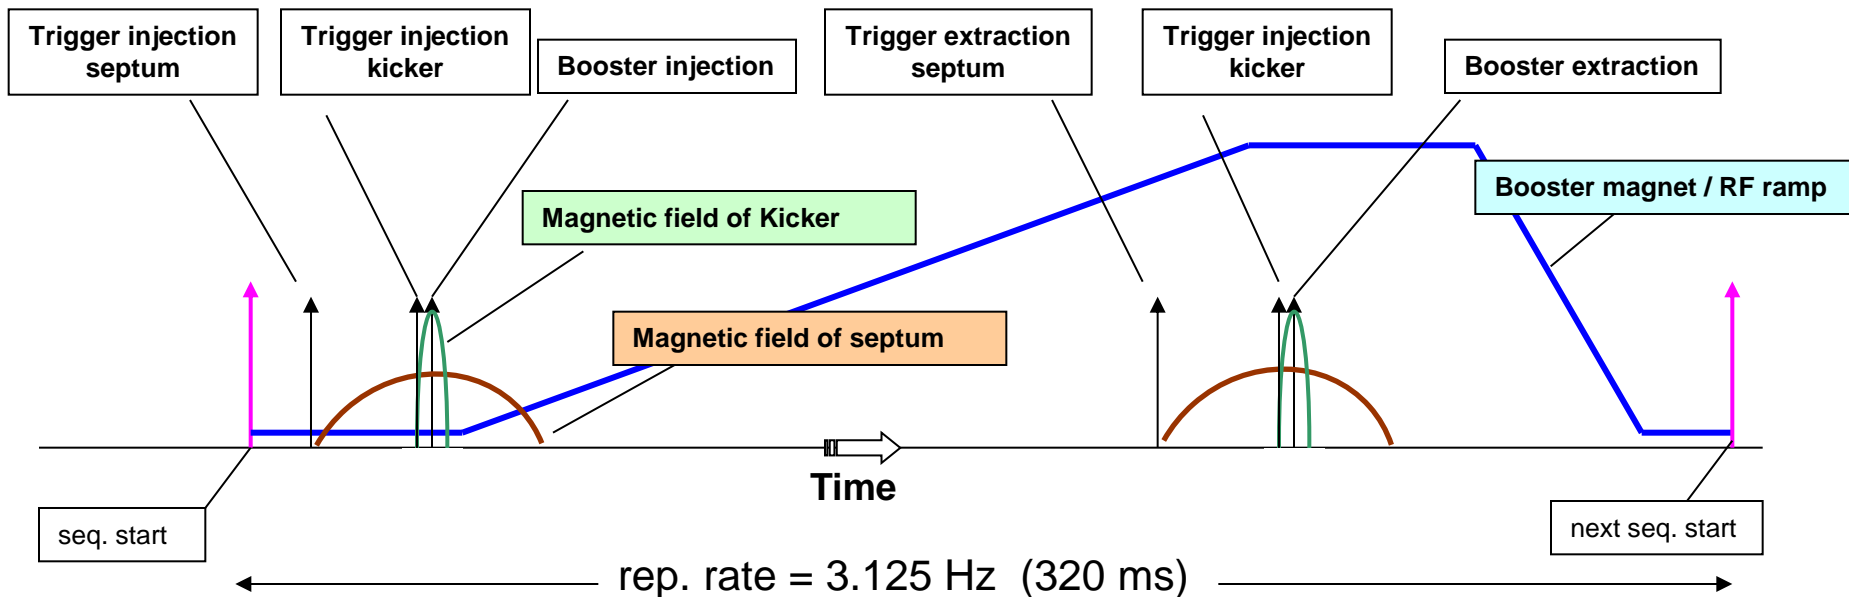 Trigger injection
septum
Trigger injection
kicker
Booster injection
Trigger extraction
septum
Trigger injection
kicker
Booster extraction
Booster magnet / RF ramp
Magnetic field of Kicker
Magnetic field of septum
Time
seq. start
next seq. start
rep. rate = 3.125 Hz (320 ms)